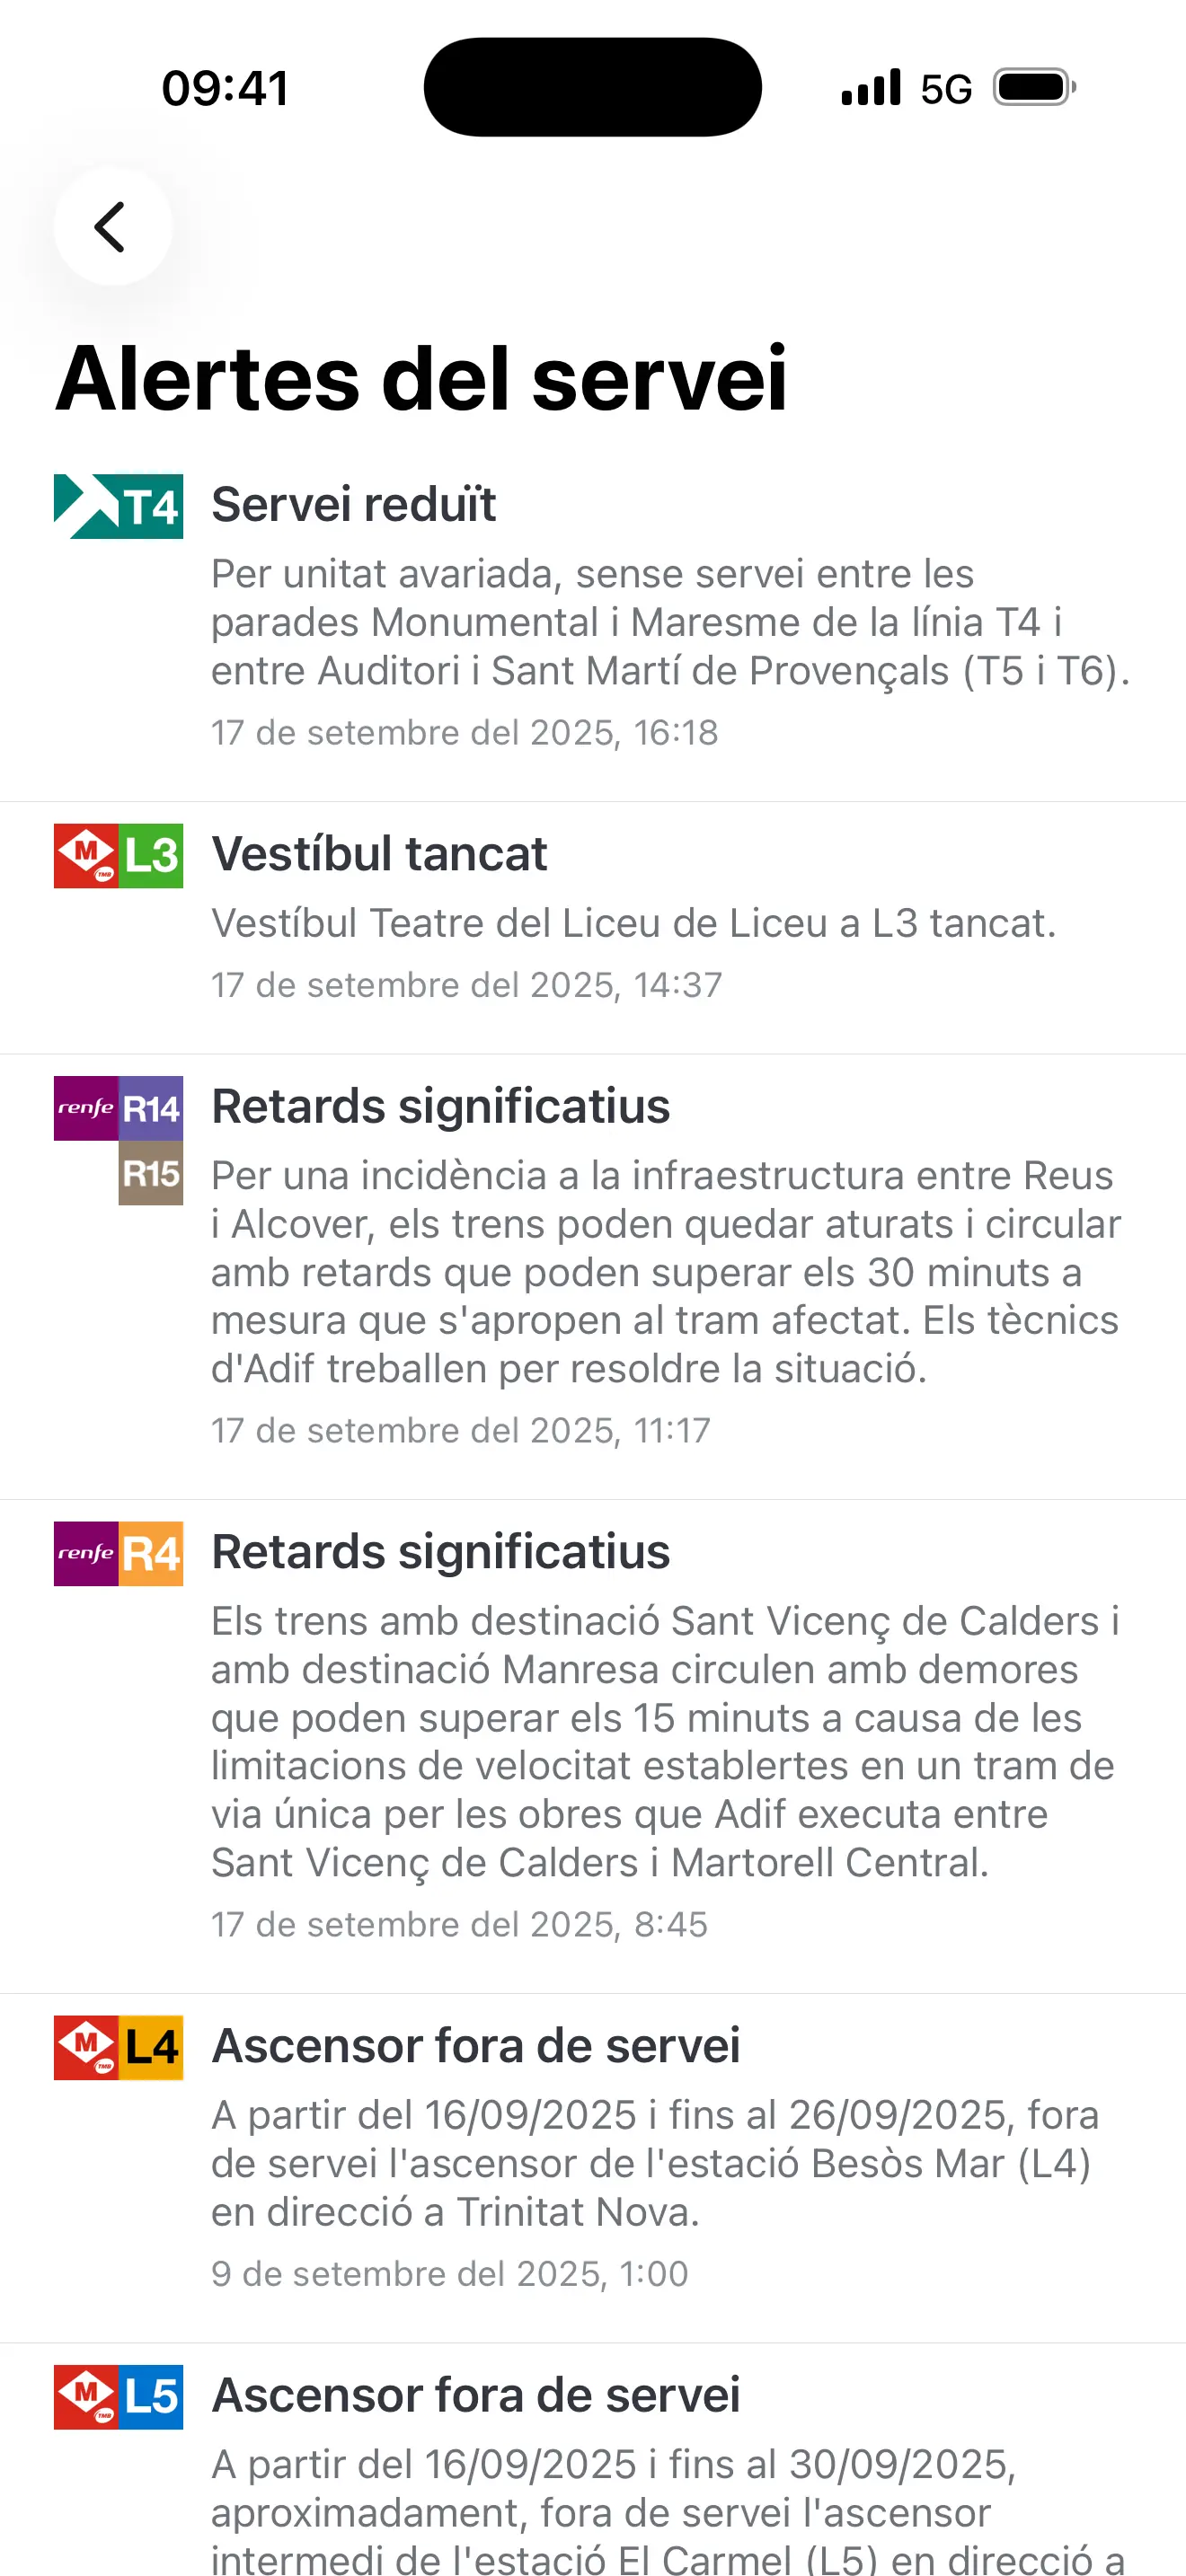 09:41
5G
Alertes del servei
T4
Servei reduït
Per unitat avariada, sense servei entre les
parades Monumental i Maresme de la línia T4 i
entre Auditori i Sant Martí de Provençals (T5 i T6).
17 de setembre del 2025, 16:18
M TMB L3
Vestíbul tancat
Vestíbul Teatre del Liceu de Liceu a L3 tancat.
17 de setembre del 2025, 14:37
renfe R14
R15
Retards significatius
Per una incidència a la infraestructura entre Reus
i Alcover, els trens poden quedar aturats i circular
amb retards que poden superar els 30 minuts a
mesura que s'apropen al tram afectat. Els tècnics
d'Adif treballen per resoldre la situació.
17 de setembre del 2025, 11:17
renfe R4
Retards significatius
Els trens amb destinació Sant Vicenç de Calders i
amb destinació Manresa circulen amb demores
que poden superar els 15 minuts a causa de les
limitacions de velocitat establertes en un tram de
via única per les obres que Adif executa entre
Sant Vicenç de Calders i Martorell Central.
17 de setembre del 2025, 8:45
M TMB L4
Ascensor fora de servei
A partir del 16/09/2025 i fins al 26/09/2025, fora
de servei l'ascensor de l'estació Besòs Mar (L4)
en direcció a Trinitat Nova.
9 de setembre del 2025, 1:00
M TMB L5
Ascensor fora de servei
A partir del 16/09/2025 i fins al 30/09/2025,
aproximadament, fora de servei l'ascensor
intermedi de l'estació El Carmel (L5) en direcció a